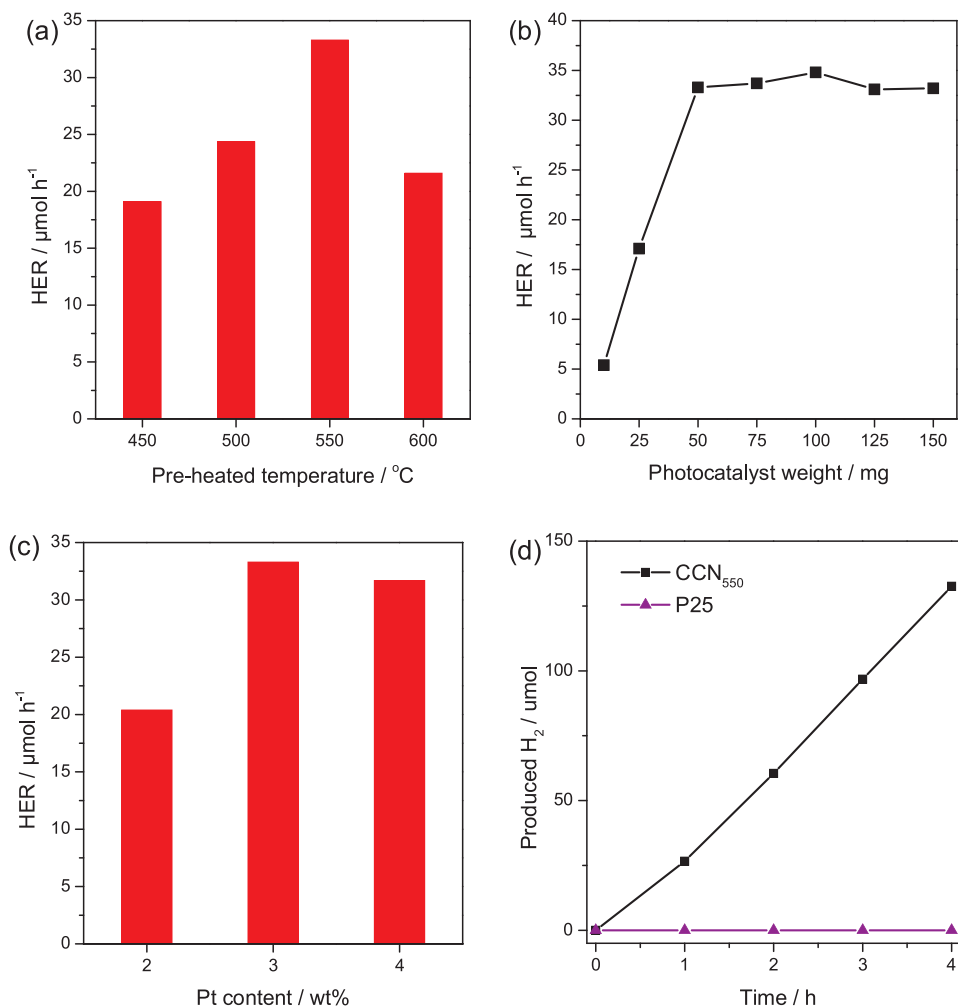 (a)
35
30
25
20
15
10
5
0
HER / μmol h⁻¹
450 500 550 600
Pre-heated temperature / °C
(b)
40
35
30
25
20
15
10
5
0
HER / μmol h⁻¹
0 25 50 75 100 125 150
Photocatalyst weight / mg
(c)
35
30
25
20
15
10
5
0
HER / μmol h⁻¹
2 3 4
Pt content / wt%
(d)
150
100
50
0
Produced H₂ / umol
CCN₅₅₀
P25
0 1 2 3 4
Time / h